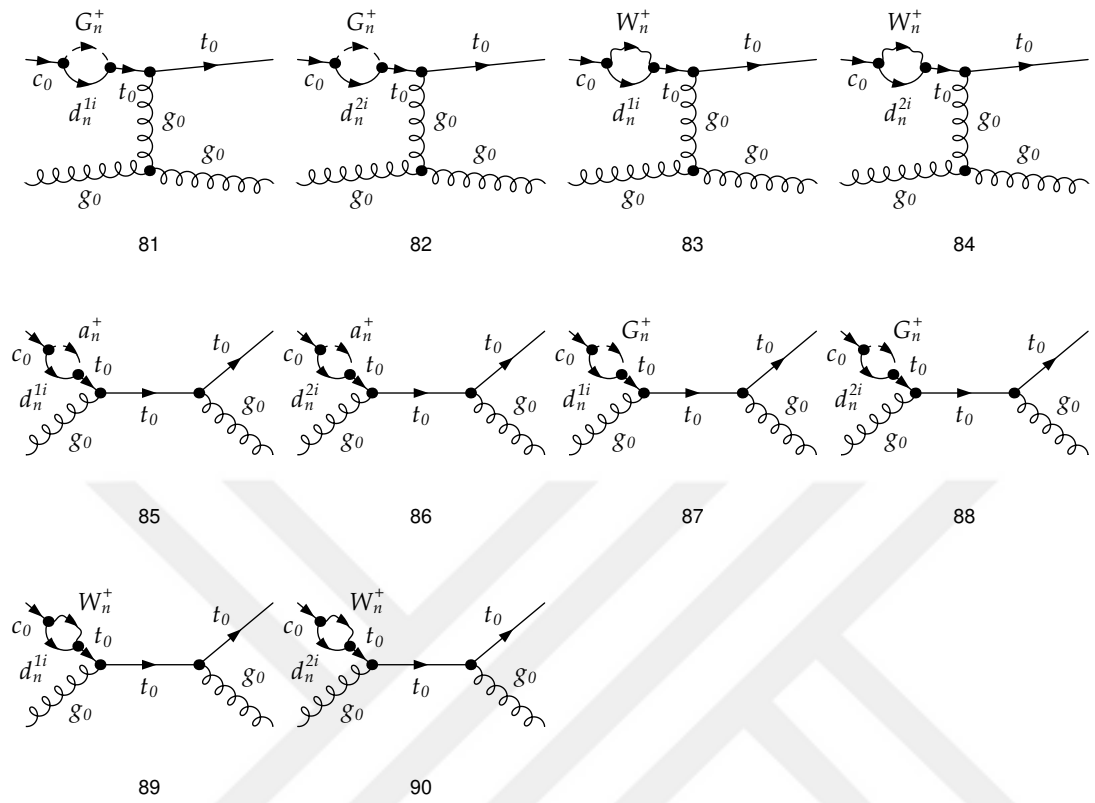 G_n^+ t_0 G_n^+ t_0 W_n^+ t_0 W_n^+ t_0
c_0 t_0 c_0 t_0 c_0 t_0 c_0 t_0
d_n^{1i} g_0 d_n^{2i} g_0 d_n^{1i} g_0 d_n^{2i} g_0
g_0 g_0 g_0 g_0
g_0 g_0 g_0 g_0
81 82 83 84
a_n^+ t_0 a_n^+ t_0 G_n^+ t_0 G_n^+ t_0
c_0 t_0 c_0 t_0 c_0 t_0 c_0 t_0
d_n^{1i} g_0 d_n^{2i} g_0 d_n^{1i} g_0 d_n^{2i} g_0
g_0 t_0 g_0 t_0 g_0 t_0 g_0 t_0
85 86 87 88
W_n^+ t_0 W_n^+ t_0
c_0 t_0 c_0 t_0
d_n^{1i} g_0 d_n^{2i} g_0
g_0 t_0 g_0 t_0
89 90